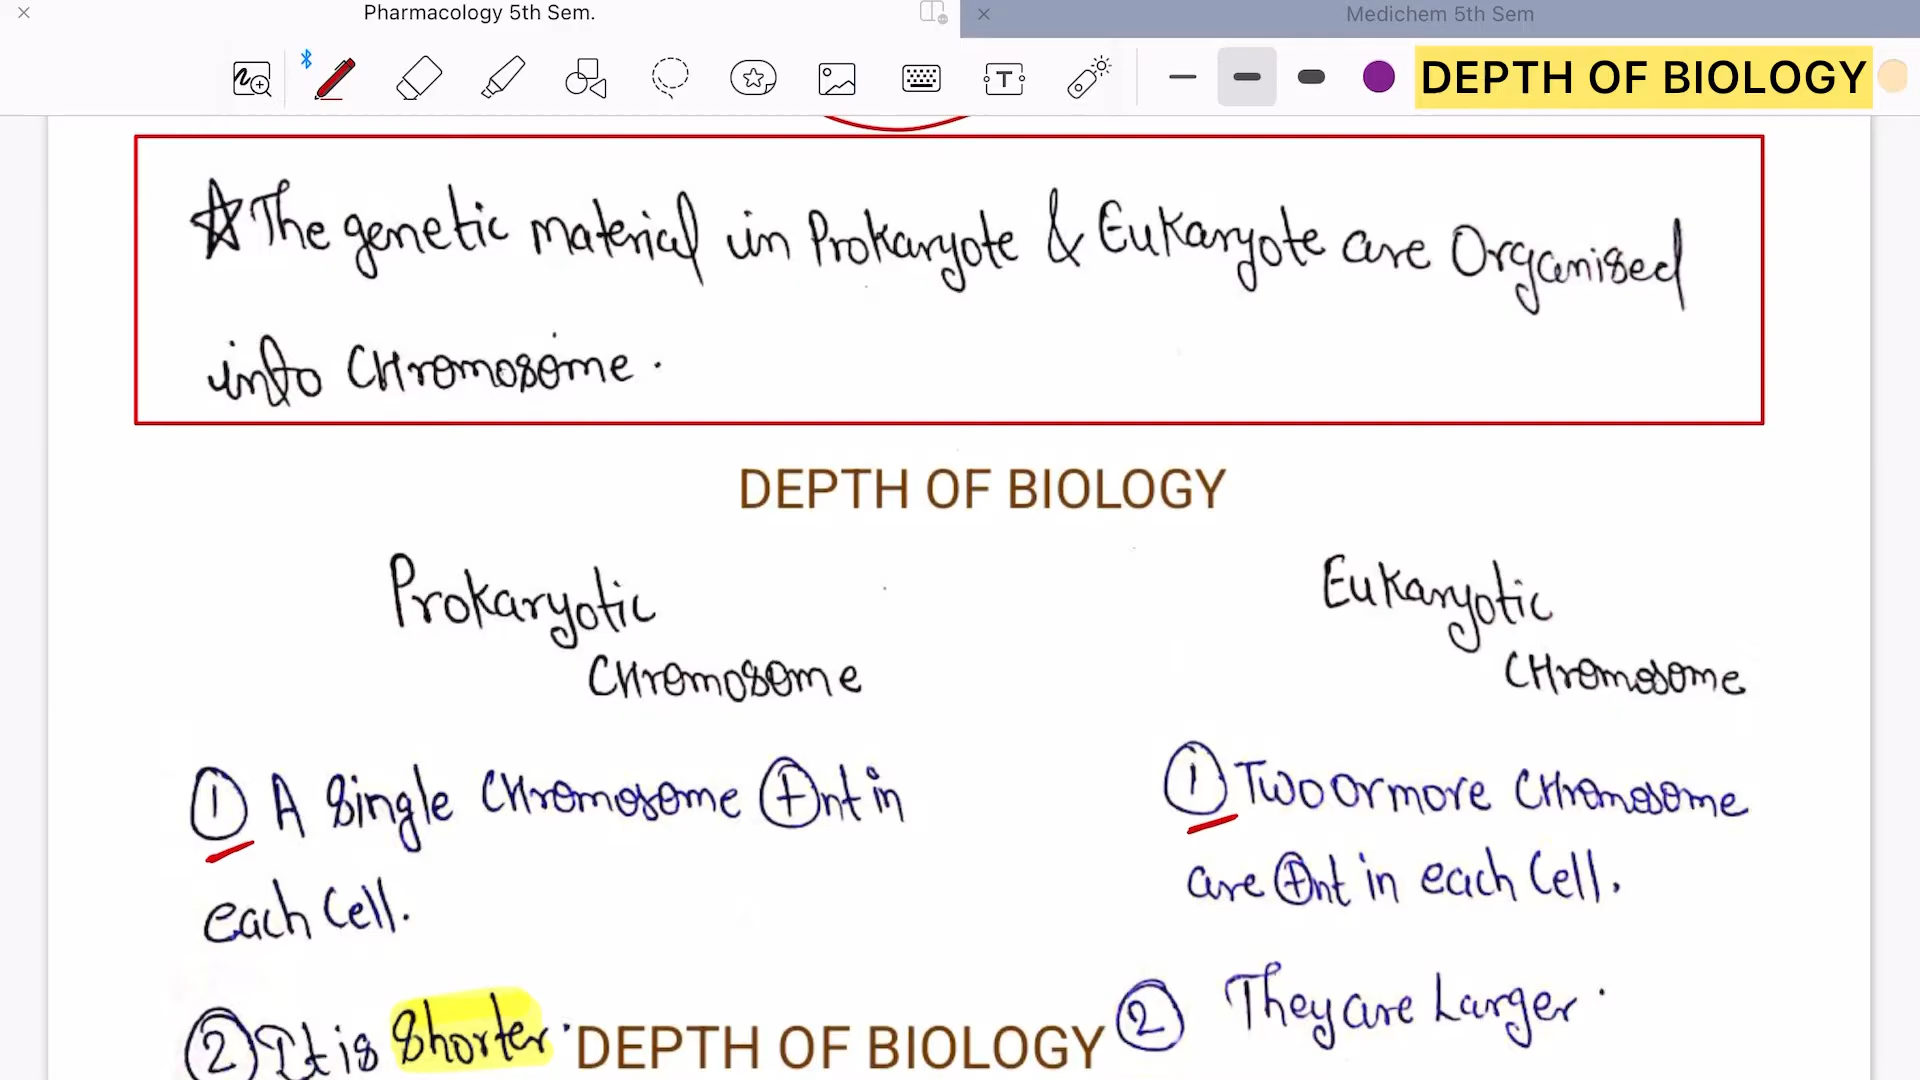 Pharmacology 5th Sem.
Medichem 5th Sem
DEPTH OF BIOLOGY
The genetic material in Prokaryote & Eukaryote are Organised
into Chromosome.
DEPTH OF BIOLOGY
Prokaryotic
Chromosome
① A single Chromosome ⊕nt in
each Cell.
② It is Shorter.
Eukaryotic
Chromosome
① Two or more Chromosome
are ⊕nt in each Cell.
② They are Larger.
DEPTH OF BIOLOGY